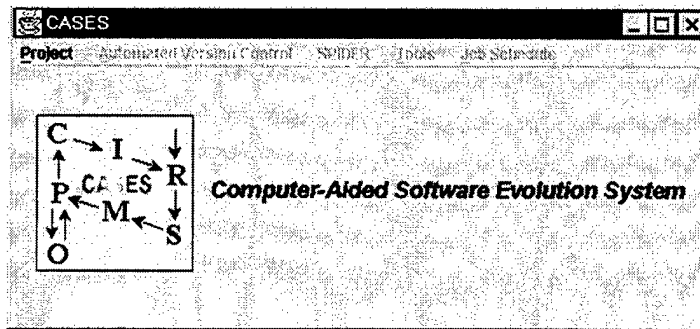 CASES
Project Automated Version Control SPIDER Tools Job Schedule
C I R
P CASES M S
O
Computer-Aided Software Evolution System